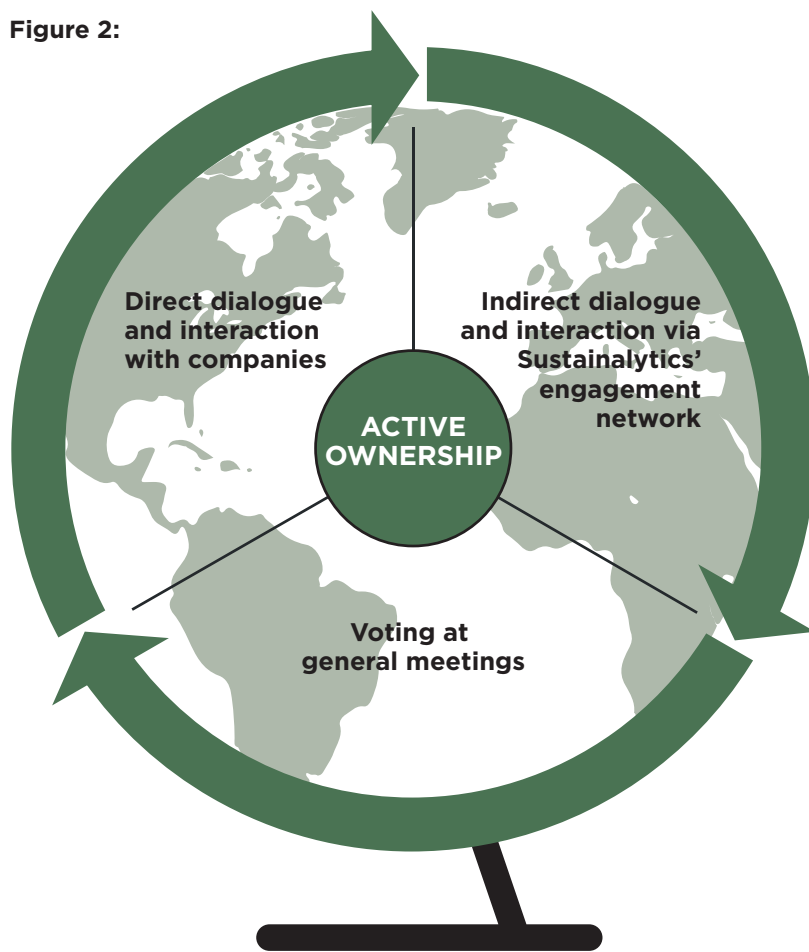 Figure 2:
Direct dialogue
and interaction
with companies
Indirect dialogue
and interaction via
Sustainalytics’
engagement
network
ACTIVE
OWNERSHIP
Voting at
general meetings